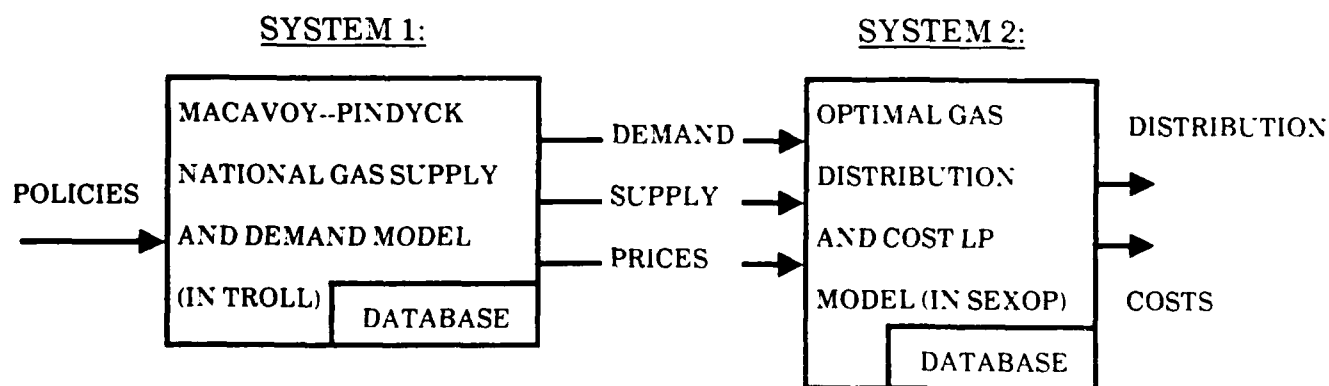 SYSTEM 1:
SYSTEM 2:
POLICIES
MACAVOY--PINDYCK
NATIONAL GAS SUPPLY
AND DEMAND MODEL
(IN TROLL)
DATABASE
DEMAND
SUPPLY
PRICES
OPTIMAL GAS
DISTRIBUTION
AND COST LP
MODEL (IN SEXOP)
DATABASE
DISTRIBUTION
COSTS